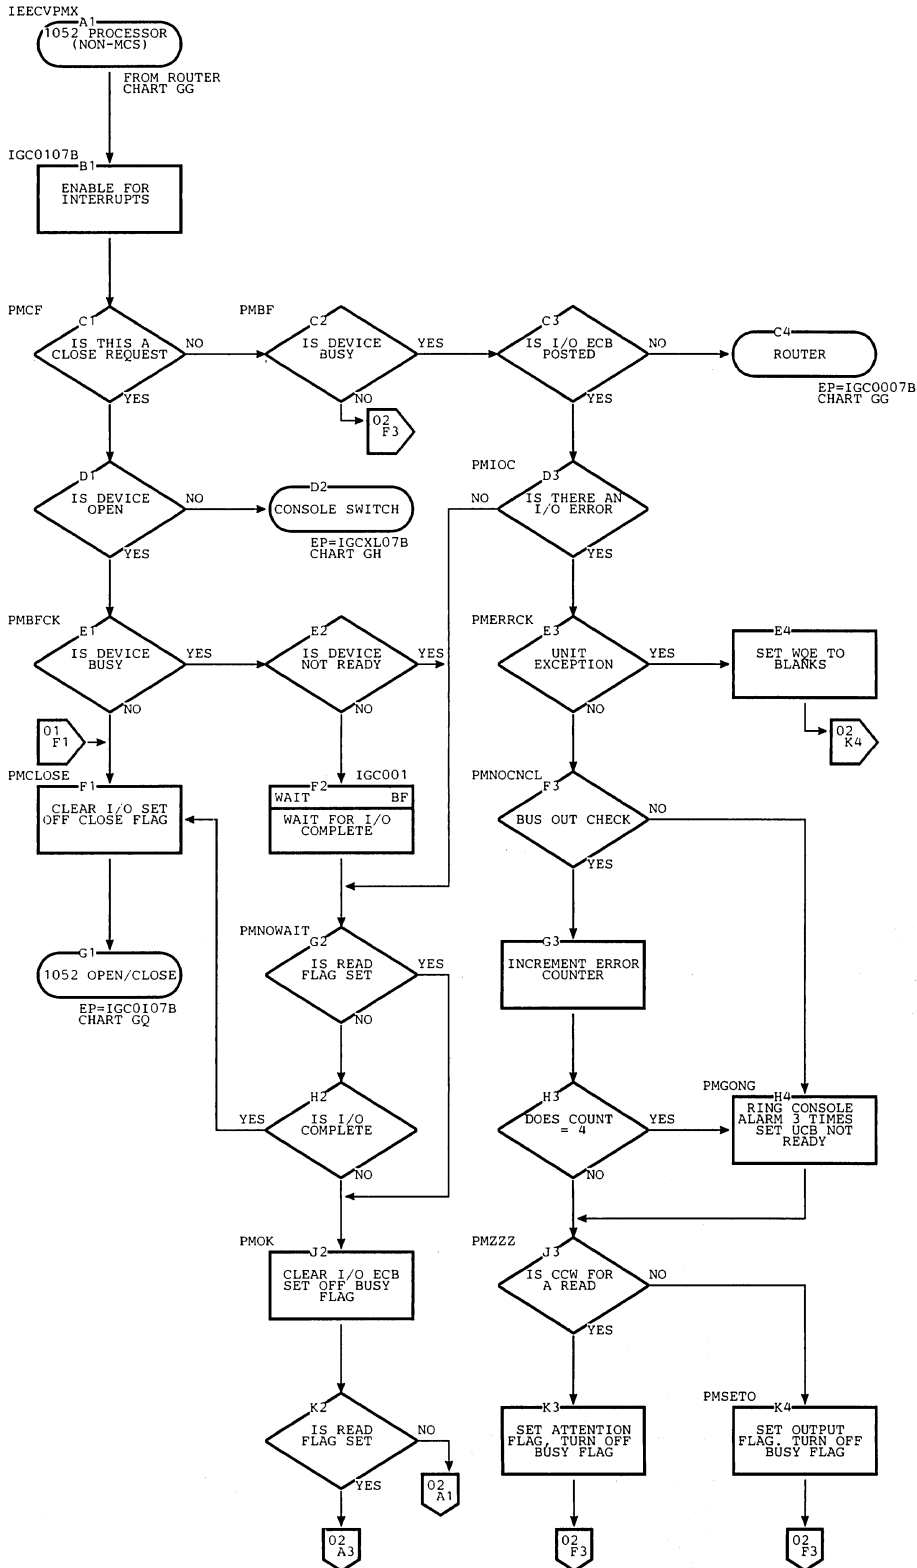 IEECVPMX
A1
1052 PROCESSOR
(NON-MCS)
FROM ROUTER
CHART GG
IGC0107B
B1
ENABLE FOR
INTERRUPTS
PMCF
C1
IS THIS A
CLOSE REQUEST
NO
YES
PMBF
C2
IS DEVICE
BUSY
YES
NO
02
F3
C3
IS I/O ECB
POSTED
NO
YES
C4
ROUTER
EP=IGC0007B
CHART GG
D1
IS DEVICE
OPEN
NO
YES
D2
CONSOLE SWITCH
EP=IGCXL07B
CHART GH
PMIOC
D3
IS THERE AN
I/O ERROR
NO
YES
PMBFCK
E1
IS DEVICE
BUSY
YES
NO
E2
IS DEVICE
NOT READY
YES
NO
PMERRCK
E3
UNIT
EXCEPTION
YES
NO
E4
SET WQE TO
BLANKS
02
K4
01
F1
PMCLOSE
F1
CLEAR I/O SET
OFF CLOSE FLAG
IGC001
F2
WAIT BF
WAIT FOR I/O
COMPLETE
PMNOCNCL
F3
BUS OUT CHECK
NO
YES
G1
1052 OPEN/CLOSE
EP=IGC0I07B
CHART GQ
PMNOWAIT
G2
IS READ
FLAG SET
YES
NO
G3
INCREMENT ERROR
COUNTER
H2
IS I/O
COMPLETE
YES
NO
H3
DOES COUNT
= 4
YES
NO
PMGONG
H4
RING CONSOLE
ALARM 3 TIMES
SET UCB NOT
READY
PMOK
J2
CLEAR I/O ECB
SET OFF BUSY
FLAG
PMZZZ
J3
IS CCW FOR
A READ
NO
YES
K2
IS READ
FLAG SET
NO
YES
02
A1
02
A3
K3
SET ATTENTION
FLAG, TURN OFF
BUSY FLAG
02
F3
PMSETO
K4
SET OUTPUT
FLAG. TURN OFF
BUSY FLAG
02
F3